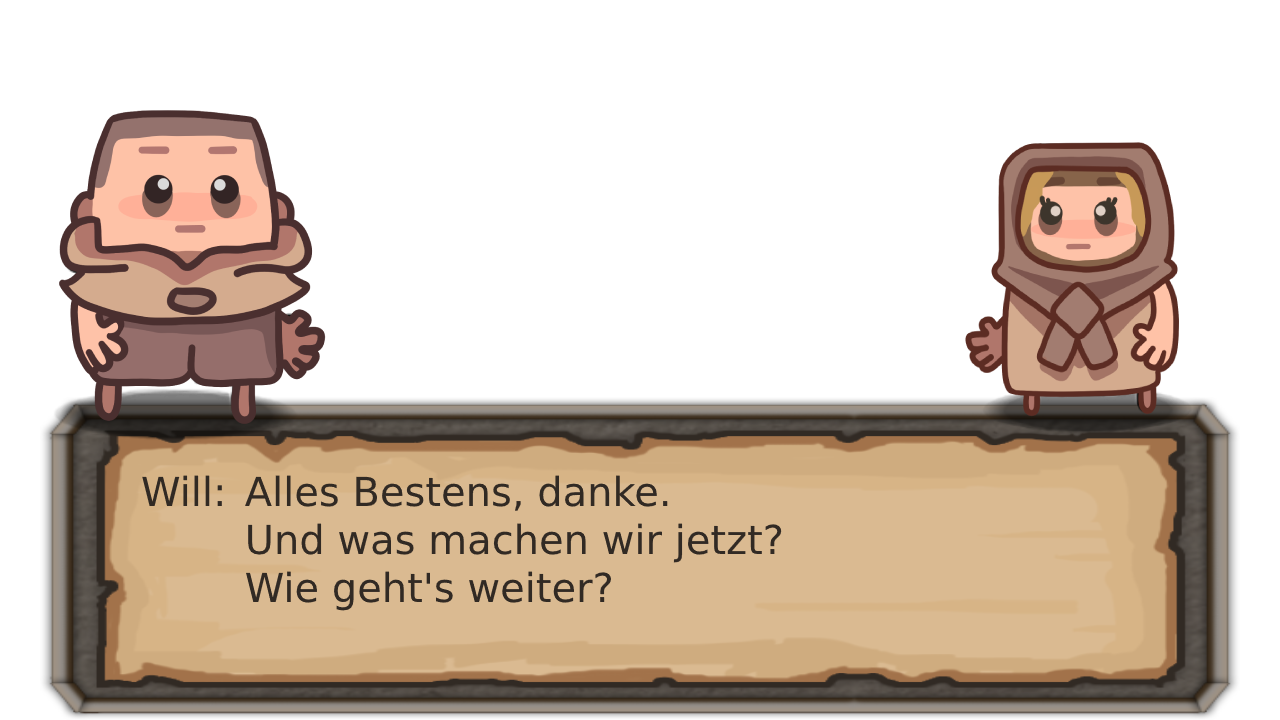 Will: Alles Bestens, danke.
Und was machen wir jetzt?
Wie geht's weiter?